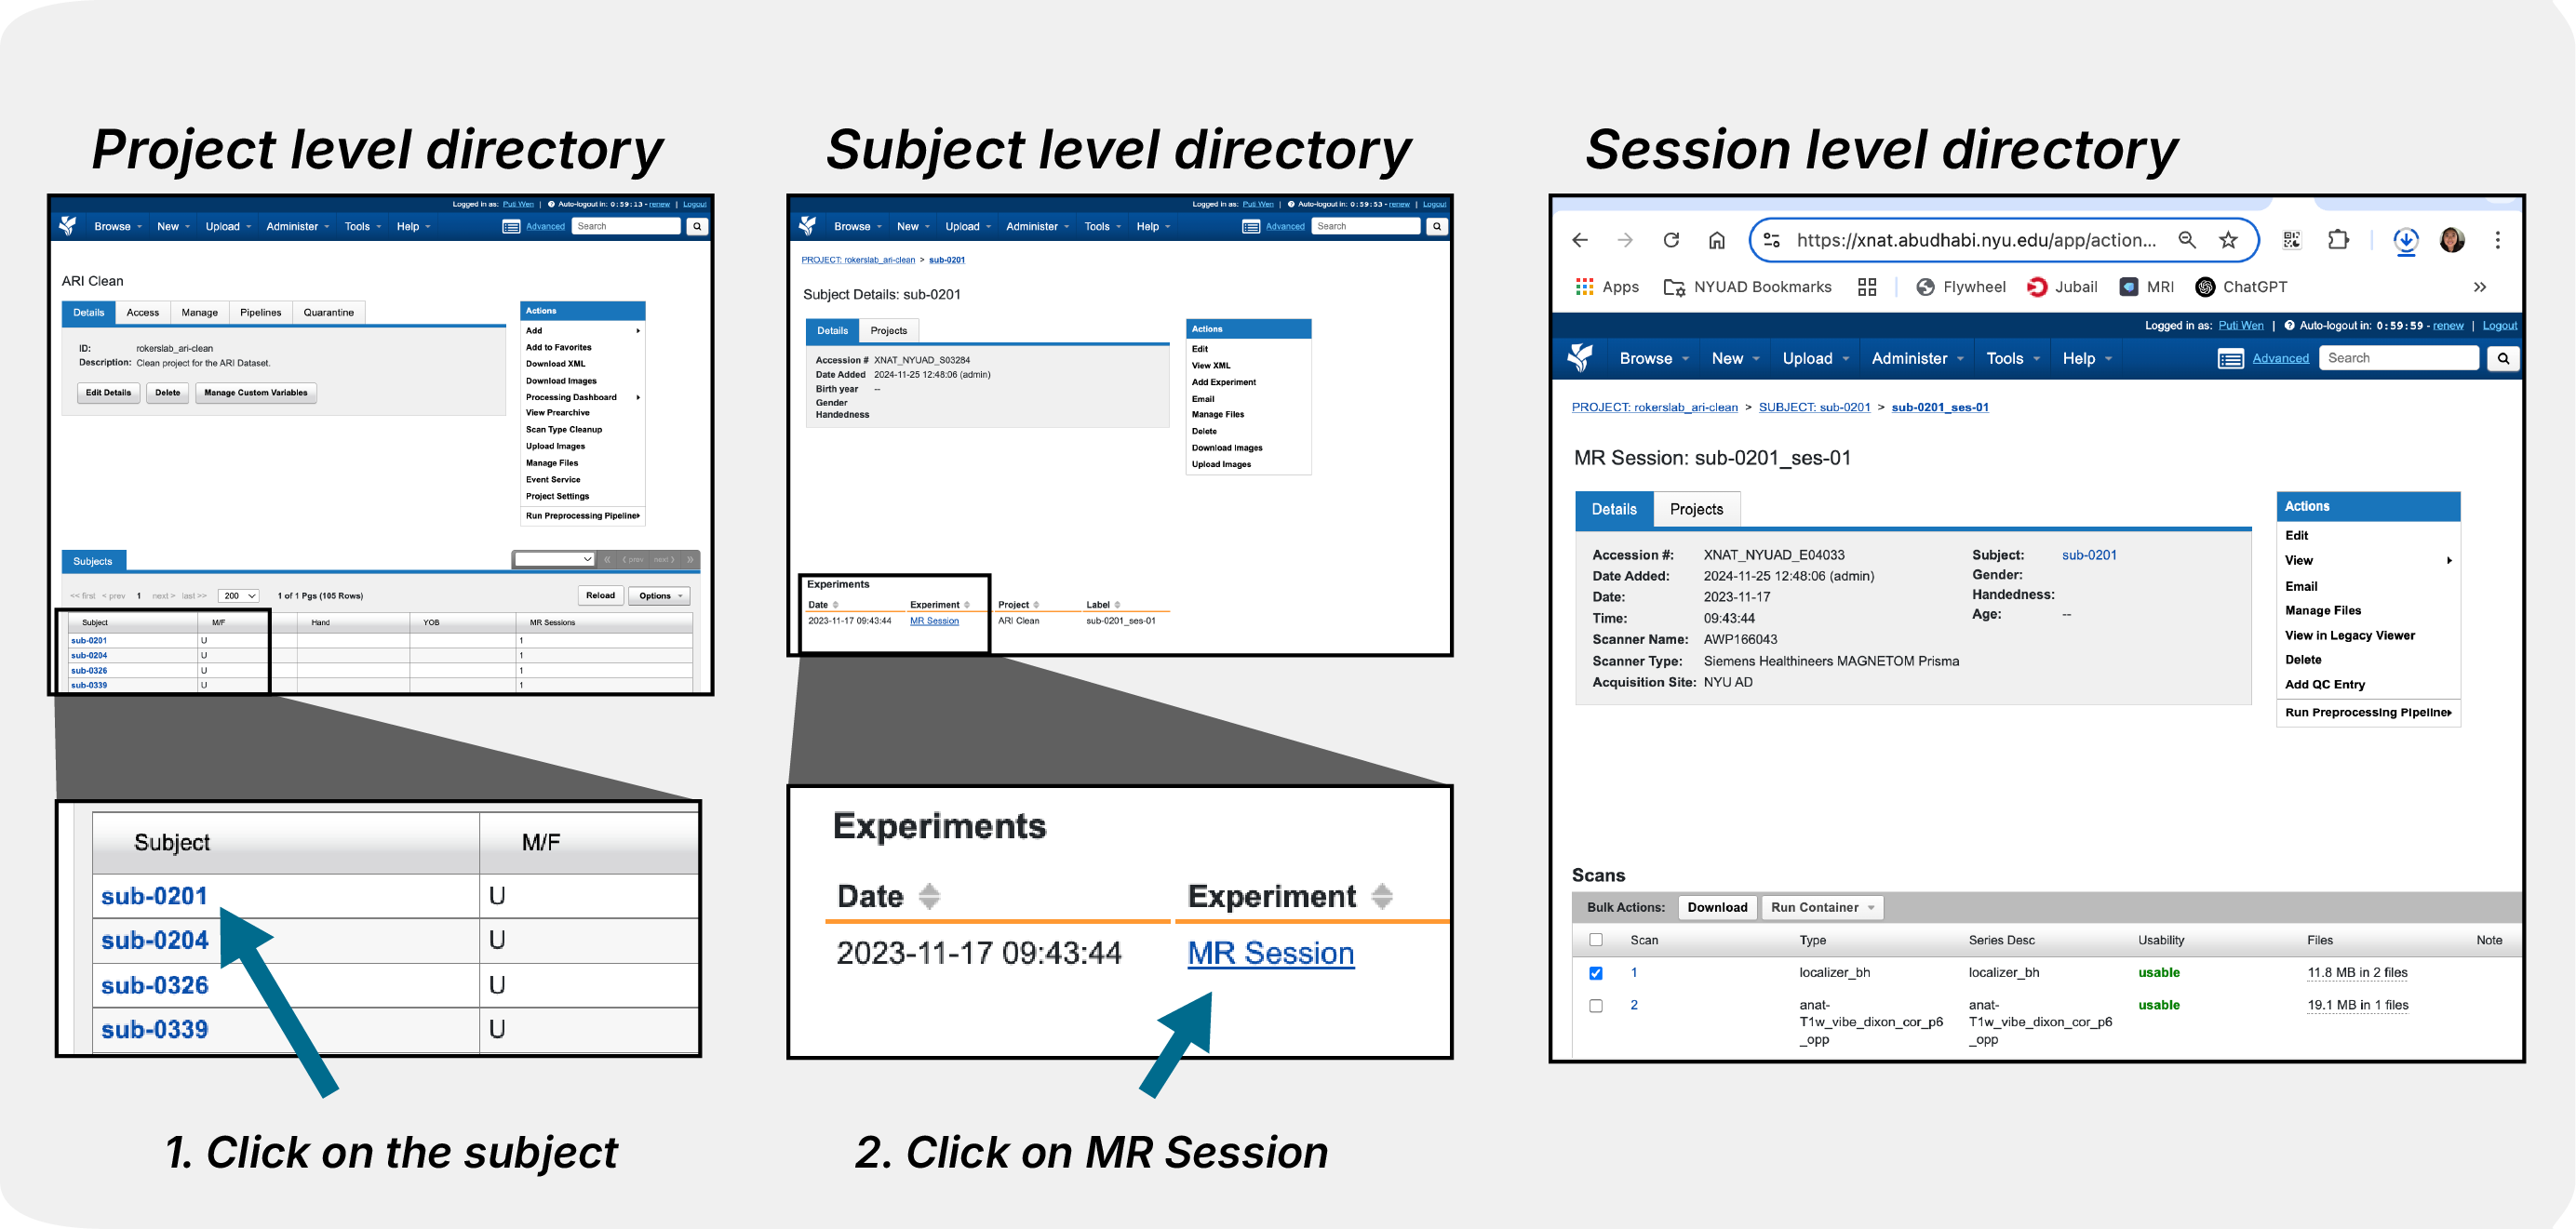 Project level directory
Logged in as: Puti Wen | Auto-logout in: 0:59:13 - renew | Logout
Browse New Upload Administer Tools Help Advanced Search
ARI Clean
Details Access Manage Pipelines Quarantine
ID: rokerslab_ari-clean
Description: Clean project for the ARI Dataset.
Edit Details Delete Manage Custom Variables
Actions
Add
Add to Favorites
Download XML
Download Images
Processing Dashboard
View Prearchive
Scan Type Cleanup
Upload Images
Manage Files
Event Service
Project Settings
Run Preprocessing Pipeline
Subjects
« ‹ prev next › »
<< first < prev 1 next > last >> 200 1 of 1 Pgs (105 Rows) Reload Options
Subject M/F Hand YOB MR Sessions
sub-0201 U 1
sub-0204 U 1
sub-0326 U 1
sub-0339 U 1
Subject M/F
sub-0201 U
sub-0204 U
sub-0326 U
sub-0339 U
1. Click on the subject
Subject level directory
Logged in as: Puti Wen | Auto-logout in: 0:59:53 - renew | Logout
Browse New Upload Administer Tools Help Advanced Search
PROJECT: rokerslab_ari-clean > sub-0201
Subject Details: sub-0201
Details Projects
Accession # XNAT_NYUAD_S03284
Date Added 2024-11-25 12:48:06 (admin)
Birth year --
Gender
Handedness
Actions
Edit
View XML
Add Experiment
Email
Manage Files
Delete
Download Images
Upload Images
Experiments
Date Experiment Project Label
2023-11-17 09:43:44 MR Session ARI Clean sub-0201_ses-01
Experiments
Date Experiment
2023-11-17 09:43:44 MR Session
2. Click on MR Session
Session level directory
https://xnat.abudhabi.nyu.edu/app/action...
Apps NYUAD Bookmarks Flywheel Jubail MRI ChatGPT »
Logged in as: Puti Wen | Auto-logout in: 0:59:59 - renew | Logout
Browse New Upload Administer Tools Help Advanced Search
PROJECT: rokerslab_ari-clean > SUBJECT: sub-0201 > sub-0201_ses-01
MR Session: sub-0201_ses-01
Details Projects
Accession #: XNAT_NYUAD_E04033
Date Added: 2024-11-25 12:48:06 (admin)
Date: 2023-11-17
Time: 09:43:44
Scanner Name: AWP166043
Scanner Type: Siemens Healthineers MAGNETOM Prisma
Acquisition Site: NYU AD
Subject: sub-0201
Gender:
Handedness:
Age: --
Actions
Edit
View
Email
Manage Files
View in Legacy Viewer
Delete
Add QC Entry
Run Preprocessing Pipeline
Scans
Bulk Actions: Download Run Container
Scan Type Series Desc Usability Files Note
1 localizer_bh localizer_bh usable 11.8 MB in 2 files
2 anat- anat- usable 19.1 MB in 1 files
T1w_vibe_dixon_cor_p6 T1w_vibe_dixon_cor_p6
_opp _opp